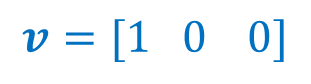 v = [1 0 0]